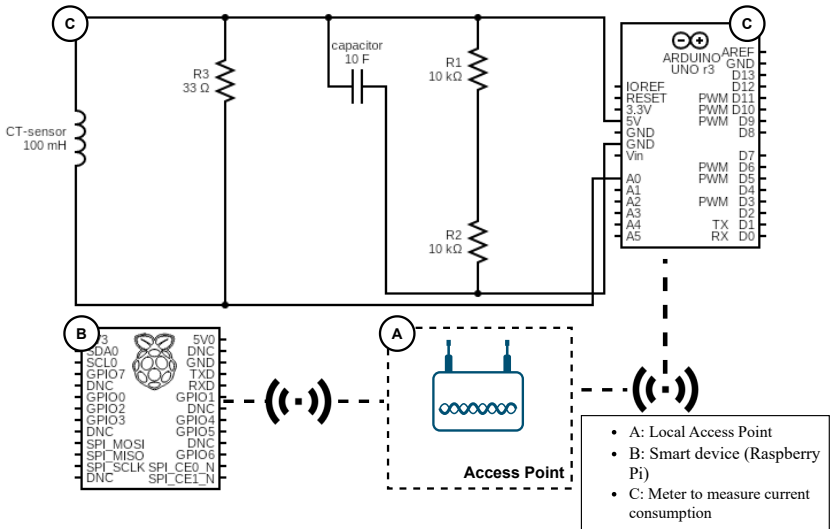 C
C
capacitor
10 F
R3
33 Ω
R1
10 kΩ
CT-sensor
100 mH
R2
10 kΩ
ARDUINO
UNO r3
IOREF
RESET
3.3V
5V
GND
GND
Vin
A0
A1
A2
A3
A4
A5
AREF
GND
D13
D12
PWM D11
PWM D10
PWM D9
D8
D7
PWM D6
PWM D5
D4
PWM D3
D2
TX D1
RX D0
B
A
SDA0
SCL0
GPIO7
DNC
GPIO0
GPIO2
GPIO3
DNC
SPI_MOSI
SPI_MISO
SPI_SCLK
DNC
5V0
DNC
GND
TXD
RXD
GPIO1
DNC
GPIO4
GPIO5
DNC
GPIO6
SPI_CE0_N
SPI_CE1_N
Access Point
• A: Local Access Point
• B: Smart device (Raspberry
Pi)
• C: Meter to measure current
consumption